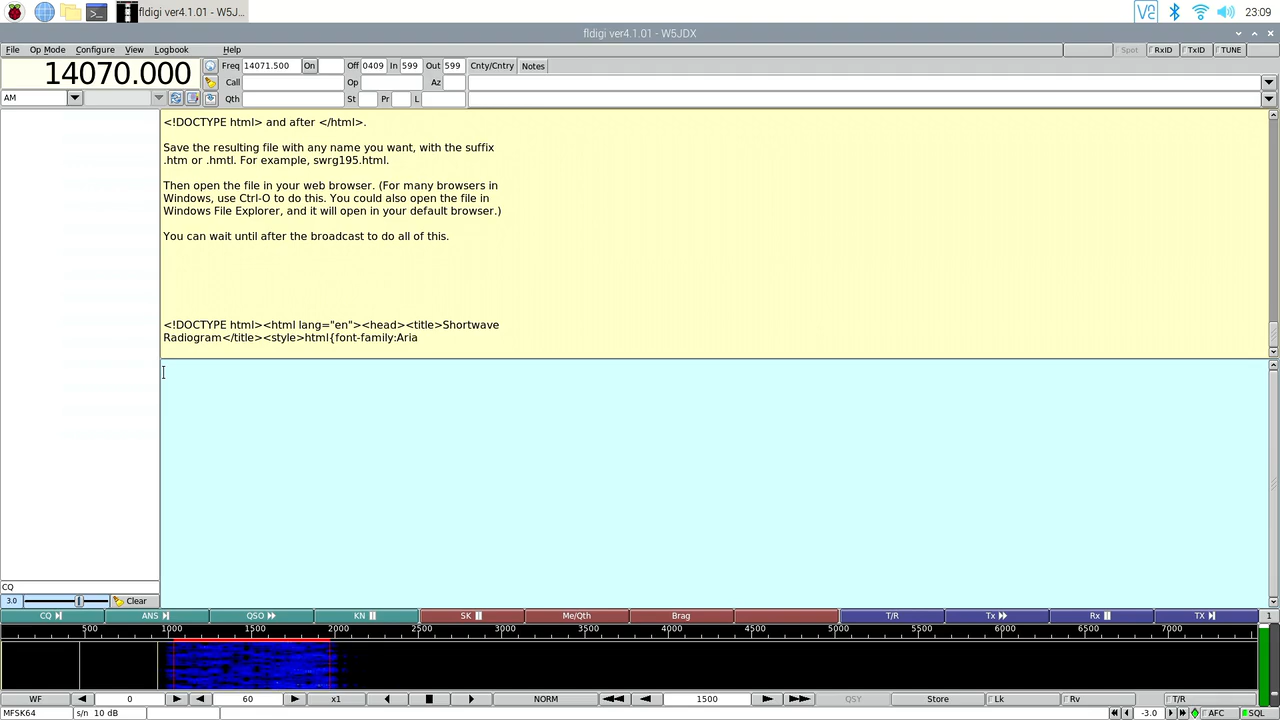 fldigi ver4.1.01 - W5J... 23:09
fldigi ver4.1.01 - W5JDX
File Op Mode Configure View Logbook Help Spot RxID TxID TUNE
14070.000 Freq 14071.500 On Off 0409 In 599 Out 599 Cnty/Cntry Notes
Call Op Az
AM Qth St Pr L
<!DOCTYPE html> and after </html>.
Save the resulting file with any name you want, with the suffix
.htm or .hmtl. For example, swrg195.html.
Then open the file in your web browser. (For many browsers in
Windows, use Ctrl-O to do this. You could also open the file in
Windows File Explorer, and it will open in your default browser.)
You can wait until after the broadcast to do all of this.
<!DOCTYPE html><html lang="en"><head><title>Shortwave
Radiogram</title><style>html{font-family:Aria
CQ
3.0 Clear
CQ ANS QSO KN SK Me/Qth Brag T/R Tx Rx TX 1
500 1000 1500 2000 2500 3000 3500 4000 4500 5000 5500 6000 6500 7000
WF 0 60 x1 NORM 1500 QSY Store Lk Rv T/R
MFSK64 s/n 10 dB -3.0 AFC SQL